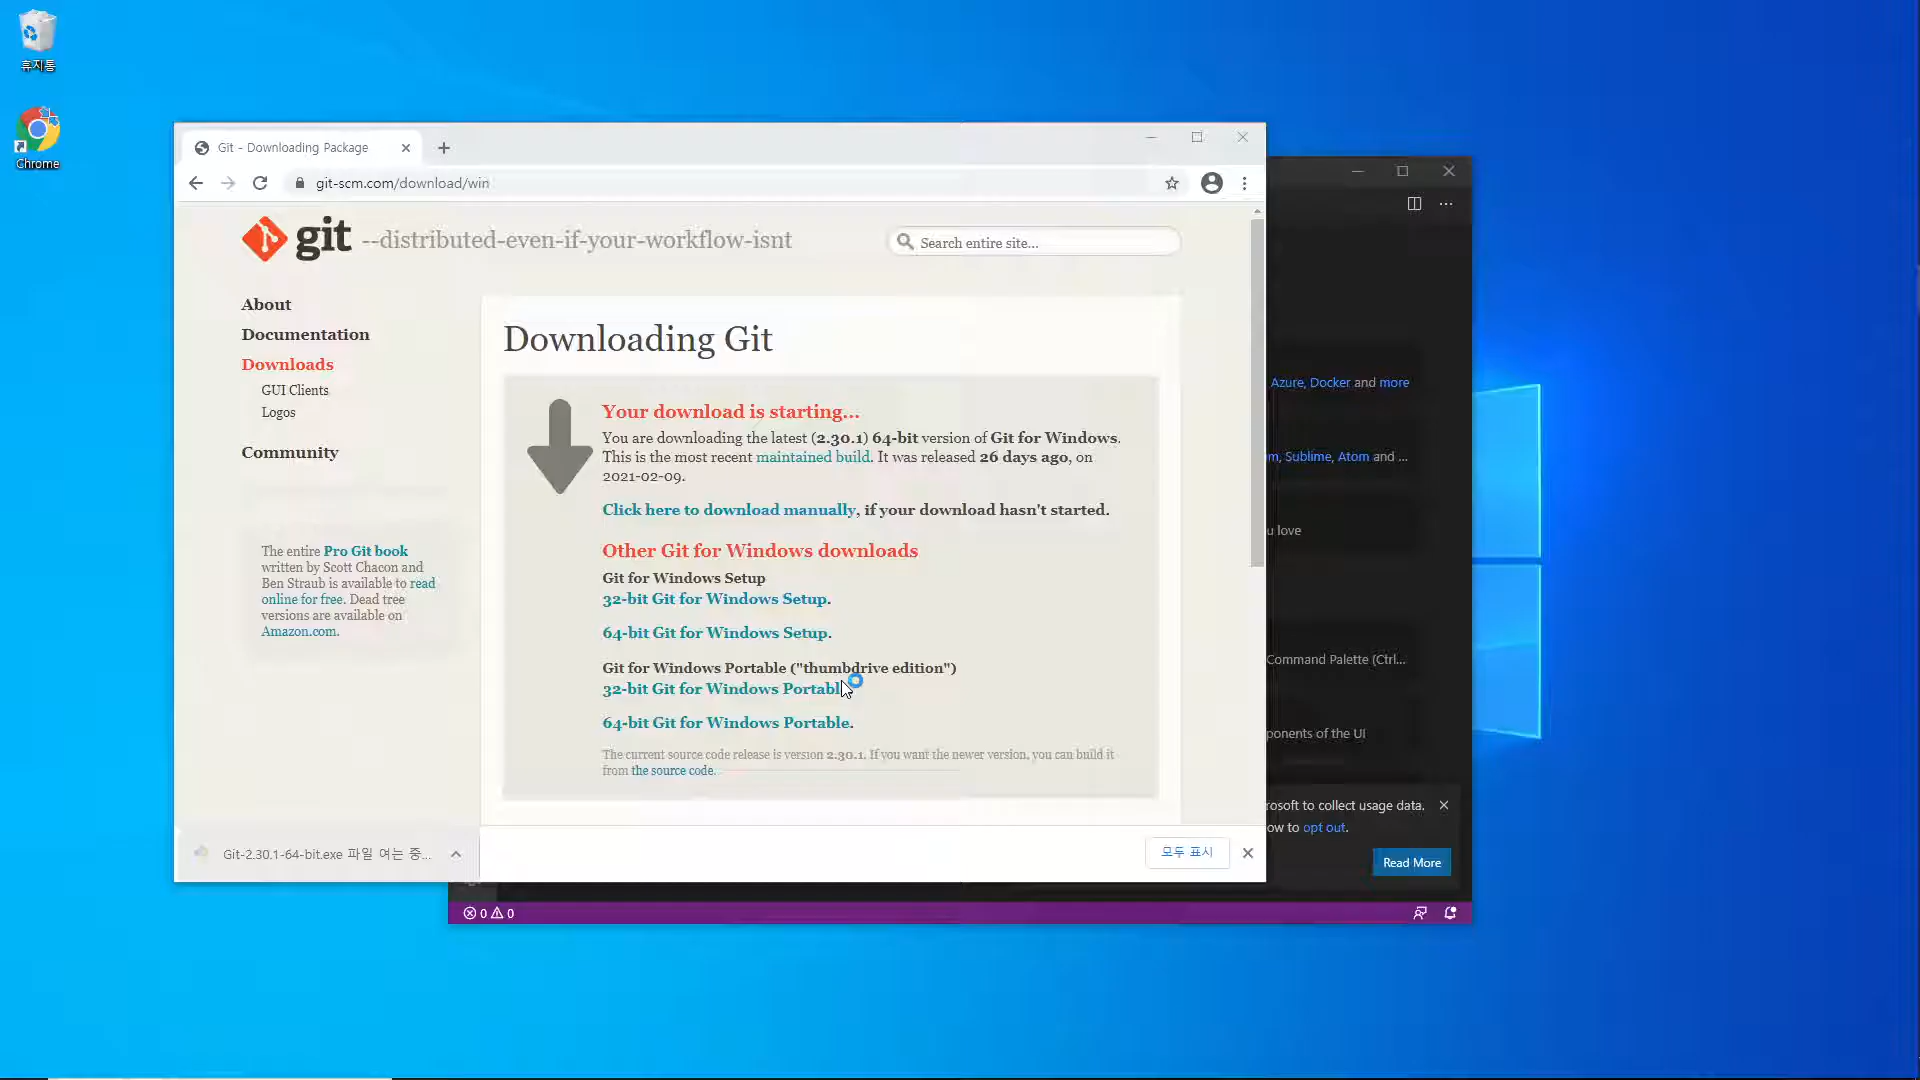 휴지통
Chrome
Git - Downloading Package
git-scm.com/download/win
git --distributed-even-if-your-workflow-isnt
Search entire site...
About
Documentation
Downloads
GUI Clients
Logos
Community
The entire Pro Git book
written by Scott Chacon and
Ben Straub is available to read
online for free. Dead tree
versions are available on
Amazon.com.
Downloading Git
Your download is starting...
You are downloading the latest (2.30.1) 64-bit version of Git for Windows.
This is the most recent maintained build. It was released 26 days ago, on
2021-02-09.
Click here to download manually, if your download hasn't started.
Other Git for Windows downloads
Git for Windows Setup
32-bit Git for Windows Setup.
64-bit Git for Windows Setup.
Git for Windows Portable ("thumbdrive edition")
32-bit Git for Windows Portabl
64-bit Git for Windows Portable.
The current source code release is version 2.30.1. If you want the newer version, you can build it
from the source code.
Git-2.30.1-64-bit.exe 파일 여는 중...
모두 표시
Azure, Docker and more
m, Sublime, Atom and ...
u love
Command Palette (Ctrl...
ponents of the UI
rosoft to collect usage data.
ow to opt out.
Read More
0 0